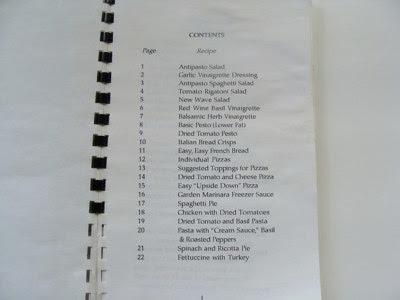 CONTENTS
Page Recipe
1 Antipasto Salad
2 Garlic Vinaigrette Dressing
3 Antipasto Spaghetti Salad
4 Tomato Rigatoni Salad
5 New Wave Salad
6 Red Wine Basil Vinaigrette
7 Balsamic Herb Vinaigrette
8 Basic Pesto (Lower Fat)
9 Dried Tomato Pesto
10 Italian Bread Crisps
11 Easy, Easy French Bread
12 Individual Pizzas
13 Suggested Toppings for Pizzas
14 Dried Tomato and Cheese Pizza
15 Easy "Upside Down" Pizza
16 Garden Marinara Freezer Sauce
17 Spaghetti Pie
18 Chicken with Dried Tomatoes
19 Dried Tomato and Basil Pasta
20 Pasta with "Cream Sauce," Basil
& Roasted Peppers
21 Spinach and Ricotta Pie
22 Fettuccine with Turkey